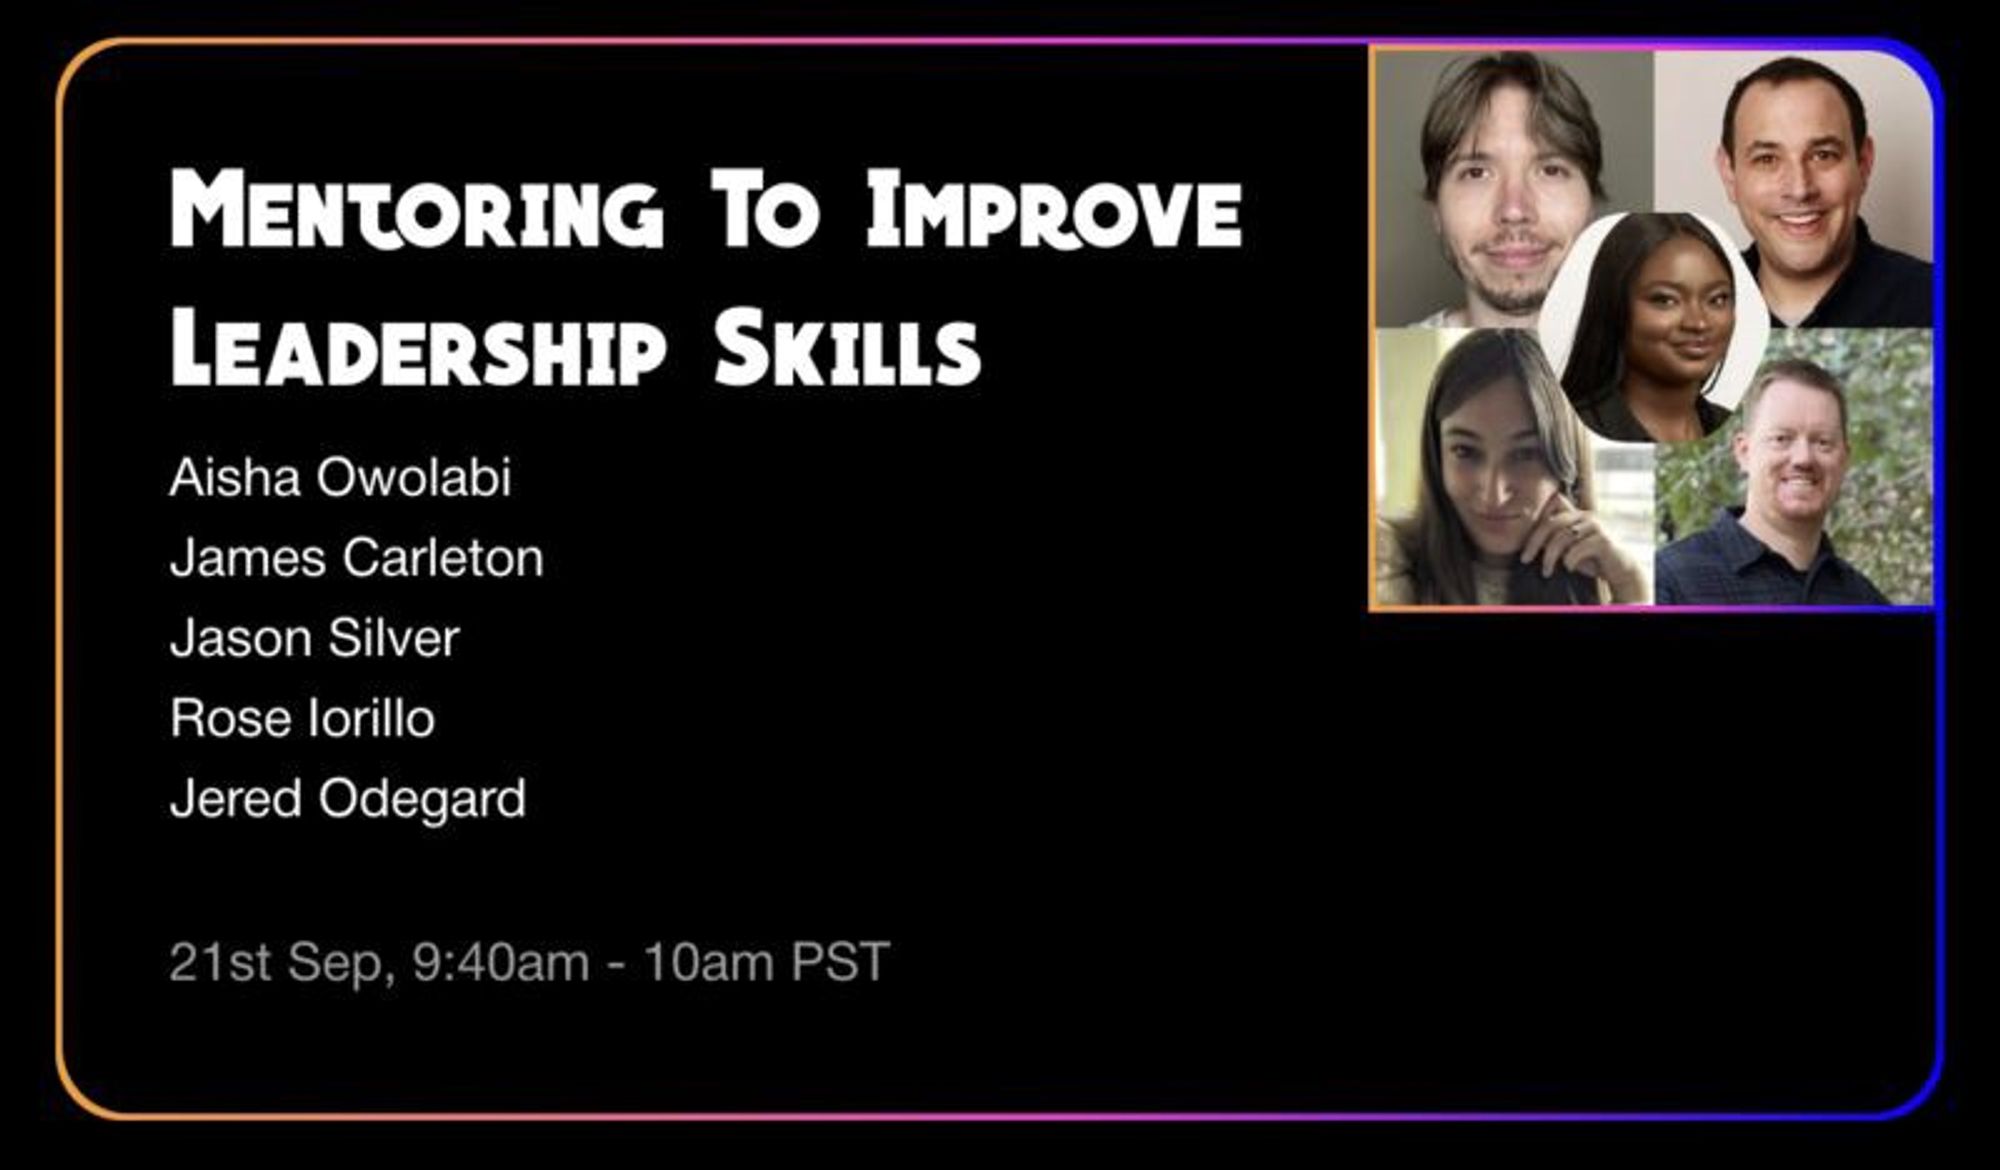 Mentoring To Improve
Leadership Skills
Aisha Owolabi
James Carleton
Jason Silver
Rose Iorillo
Jered Odegard
21st Sep, 9:40am - 10am PST